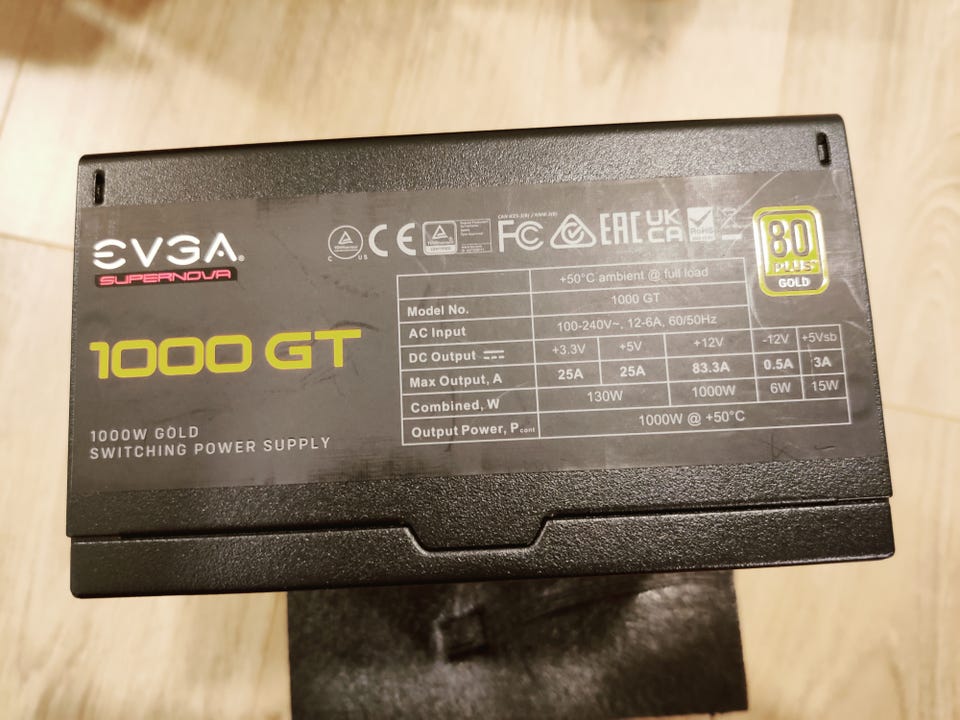 EVGA®
SUPERNOVA
1000 GT
1000W GOLD
SWITCHING POWER SUPPLY
C US
CE
FC
EAC
UK
CA
RoHS
80
PLUS®
GOLD
+50°C ambient @ full load
Model No. 1000 GT
AC Input 100-240V~, 12-6A, 60/50Hz
DC Output +3.3V +5V +12V -12V +5Vsb
Max Output, A 25A 25A 83.3A 0.5A 3A
Combined, W 130W 1000W 6W 15W
Output Power, Pcont 1000W @ +50°C